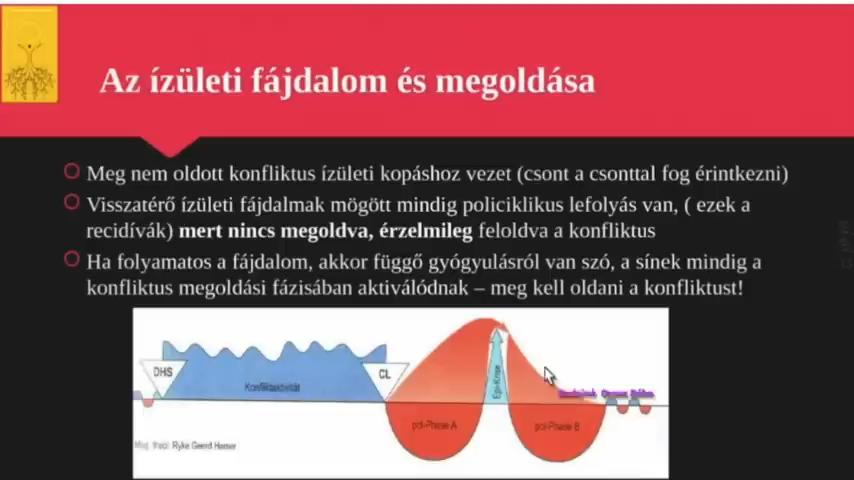 Az ízületi fájdalom és megoldása
Meg nem oldott konfliktus ízületi kopáshoz vezet (csont a csonttal fog érintkezni)
Visszatérő ízületi fájdalmak mögött mindig policiklikus lefolyás van, ( ezek a
recidívák) mert nincs megoldva, érzelmileg feloldva a konfliktus
Ha folyamatos a fájdalom, akkor függő gyógyulásról van szó, a sínek mindig a
konfliktus megoldási fázisában aktiválódnak – meg kell oldani a konfliktust!
DHS
CL
Konfliktaktivität
Epi-Krise
pcl-Phase A
pcl-Phase B
Ryke Geerd Hamer